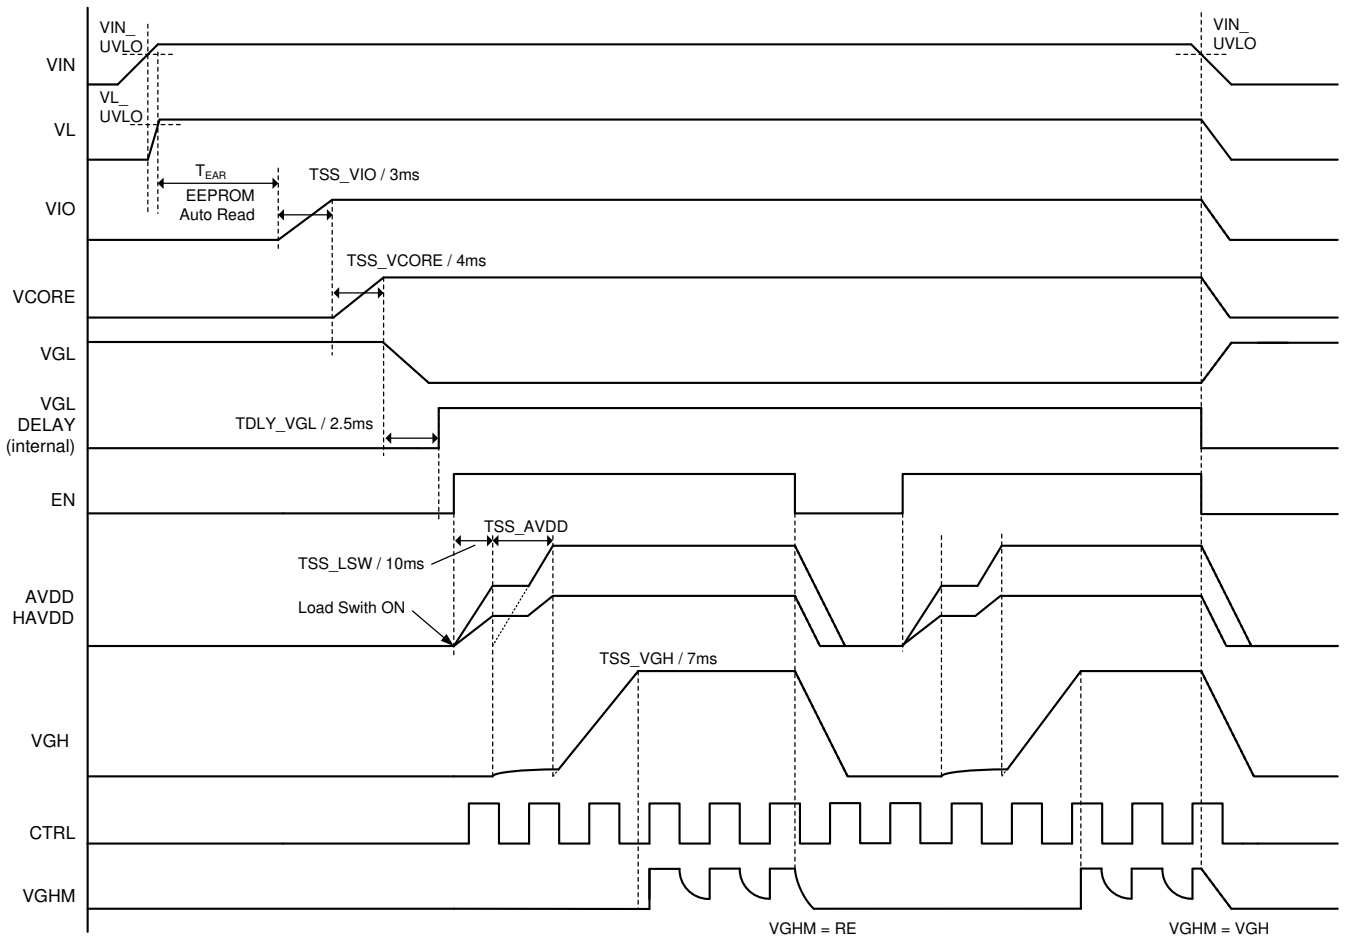 VIN_
UVLO
VIN_
UVLO
VIN
VL_
UVLO
VL
T_EAR
EEPROM
Auto Read
TSS_VIO / 3ms
VIO
TSS_VCORE / 4ms
VCORE
VGL
VGL
DELAY
(internal)
TDLY_VGL / 2.5ms
EN
TSS_AVDD
TSS_LSW / 10ms
AVDD
HAVDD
Load Swith ON
TSS_VGH / 7ms
VGH
CTRL
VGHM
VGHM = RE
VGHM = VGH